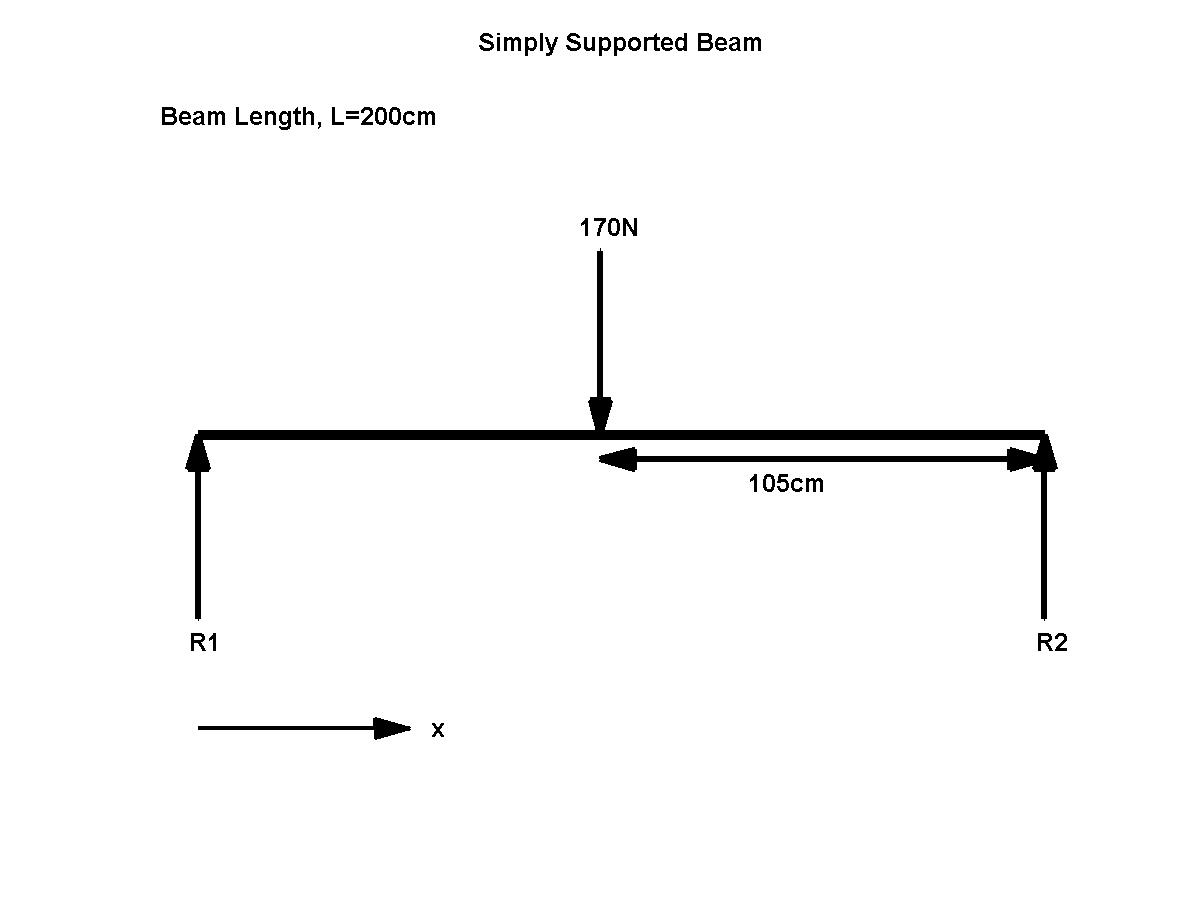 Simply Supported Beam
Beam Length, L=200cm
170N
105cm
R1
R2
x